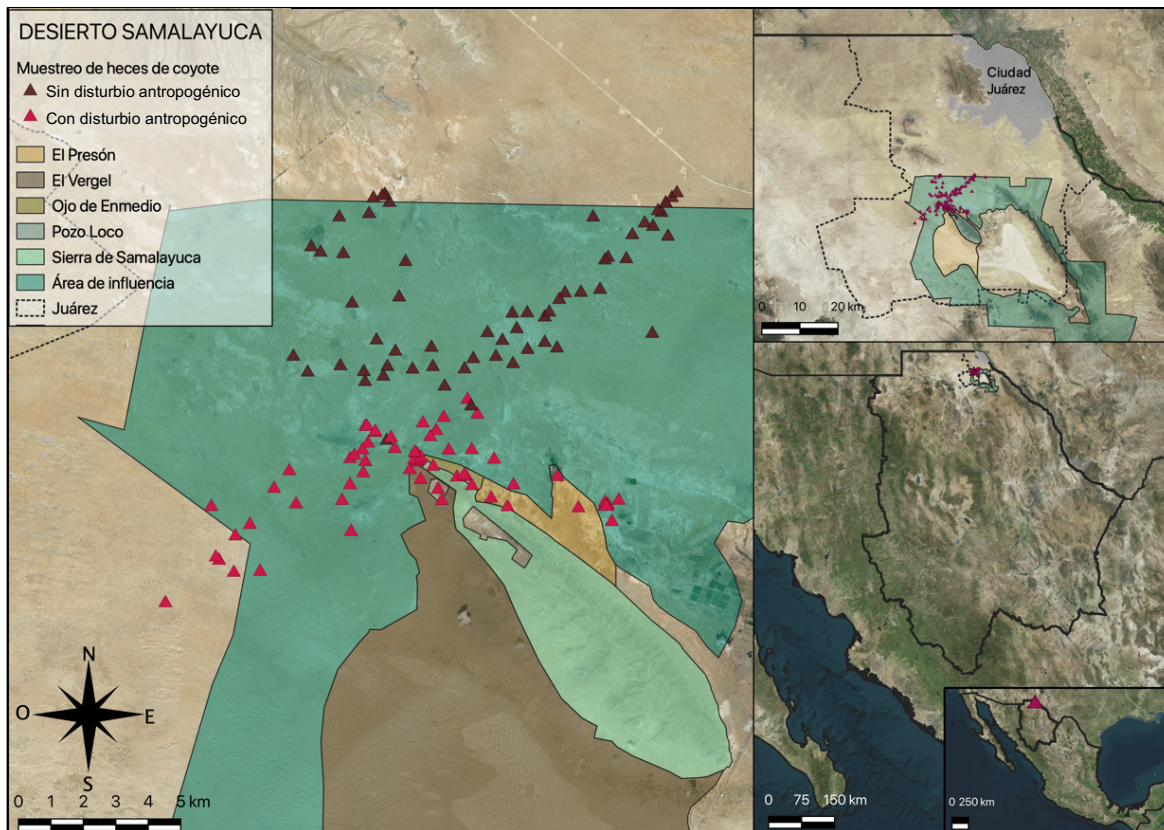 DESIERTO SAMALAYUCA
Muestreo de heces de coyote
Sin disturbio antropogénico
Con disturbio antropogénico
El Presón
El Vergel
Ojo de Enmedio
Pozo Loco
Sierra de Samalayuca
Área de influencia
Juárez
N
O
E
S
0 1 2 3 4 5 km
Ciudad
Juárez
0 10 20 km
0 75 150 km
0 250 km